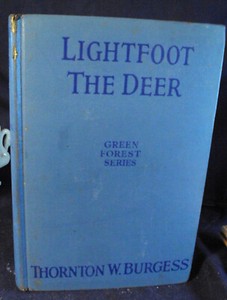 LIGHTFOOT
THE DEER
GREEN
FOREST
SERIES
THORNTON W. BURGESS